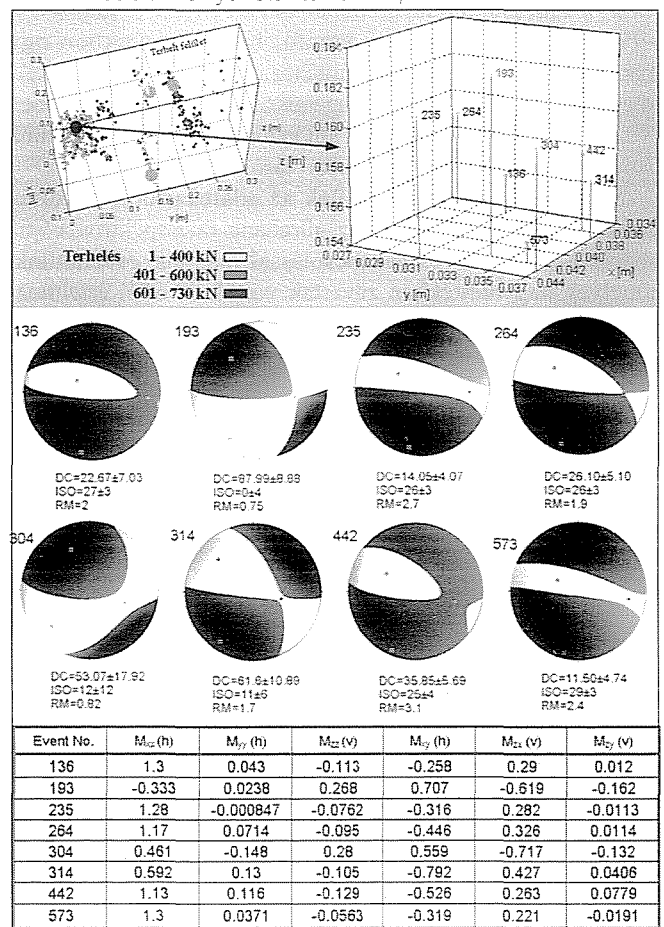 Terhelt felület
z [m]
Y [m]
Terhelés 1 - 400 kN
401 - 600 kN
601 - 730 kN
0.164
0.162
0.160
0.158
0.156
0.154
z [m]
0.027 0.029 0.031 0.033 0.035 0.037
y [m]
0.034
0.036
0.038
0.040
0.042
0.044
x [m]
193
235
264
136
304
442
314
573
136 193 235 264
DC=22.67±7.03 DC=87.99±8.88 DC=14.05±4.07 DC=26.10±5.10
ISO=27±3 ISO=0±4 ISO=26±3 ISO=26±3
RM=2 RM=0.75 RM=2.7 RM=1.9
304 314 442 573
DC=53.07±17.92 DC=61.6±10.89 DC=35.85±5.69 DC=11.50±4.74
ISO=12±12 ISO=11±6 ISO=25±4 ISO=29±3
RM=0.82 RM=1.7 RM=3.1 RM=2.4
Event No. Mxx (h) Myy (h) Mzz (v) Mxy (h) Mzx (v) Mzy (v)
136 1.3 0.043 -0.113 -0.258 0.29 0.012
193 -0.333 0.0238 0.268 0.707 -0.619 -0.162
235 1.28 -0.000847 -0.0762 -0.316 0.282 -0.0113
264 1.17 0.0714 -0.095 -0.446 0.326 0.0114
304 0.461 -0.148 0.28 0.559 -0.717 -0.132
314 0.592 0.13 -0.105 -0.792 0.427 0.0406
442 1.13 0.116 -0.129 -0.526 0.263 0.0779
573 1.3 0.0371 -0.0563 -0.319 0.221 -0.0191